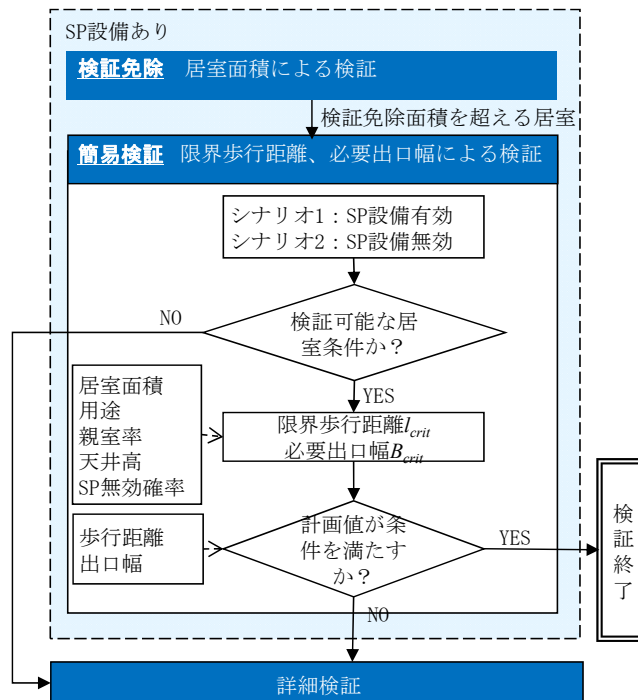 SP設備あり
検証免除 居室面積による検証
検証免除面積を超える居室
簡易検証 限界歩行距離、必要出口幅による検証
シナリオ1：SP設備有効
シナリオ2：SP設備無効
検証可能な居
室条件か？
NO
YES
居室面積
用途
親室率
天井高
SP無効確率
限界歩行距離lcrit
必要出口幅Bcrit
歩行距離
出口幅
計画値が条
件を満たす
か？
YES
NO
検証終了
詳細検証